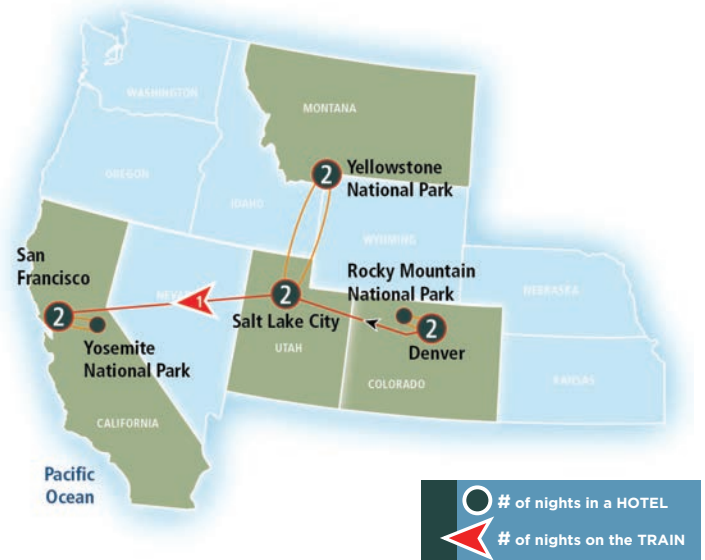 WASHINGTON
MONTANA
OREGON
IDAHO
2
Yellowstone
National Park
WYOMING
San
Francisco
NEVADA
1
2
Rocky Mountain
National Park
NEBRASKA
2
Salt Lake City
2
Denver
Yosemite
National Park
UTAH
COLORADO
KANSAS
CALIFORNIA
Pacific
Ocean
# of nights in a HOTEL
# of nights on the TRAIN